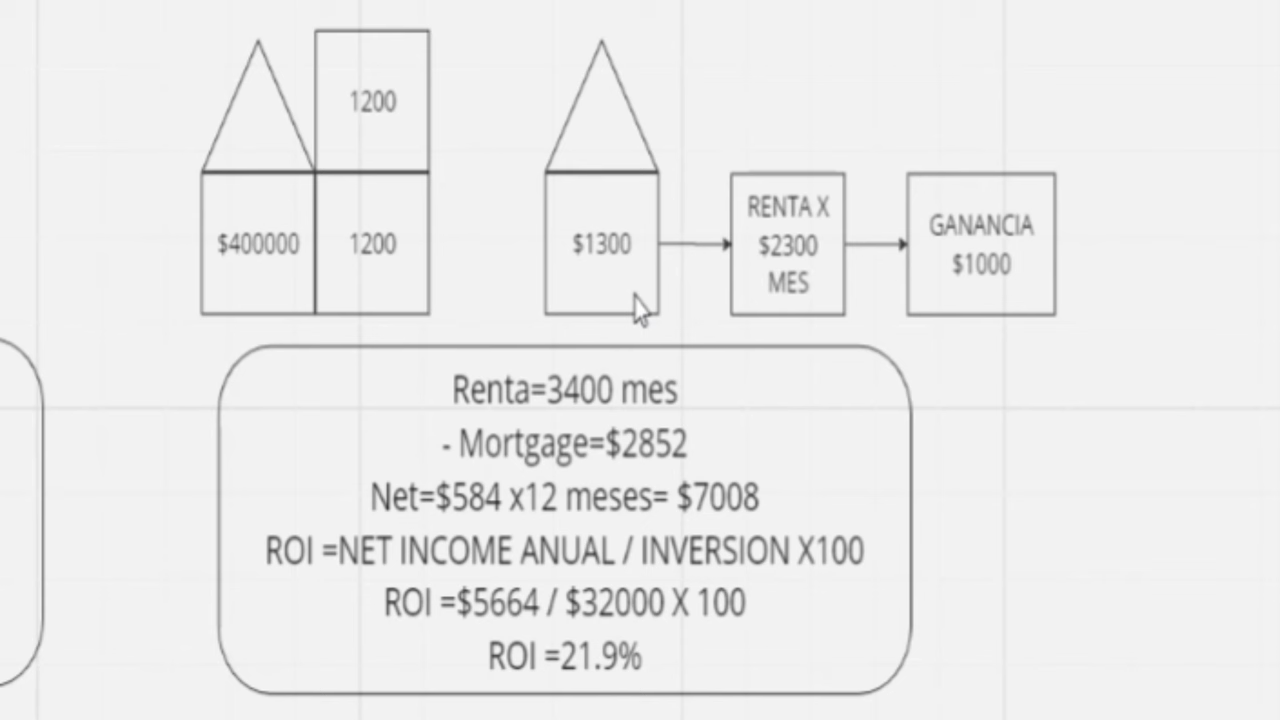 1200
$400000
1200
$1300
RENTA X
$2300
MES
GANANCIA
$1000
Renta=3400 mes
- Mortgage=$2852
Net=$584 x12 meses= $7008
ROI =NET INCOME ANUAL / INVERSION X100
ROI =$5664 / $32000 X 100
ROI =21.9%